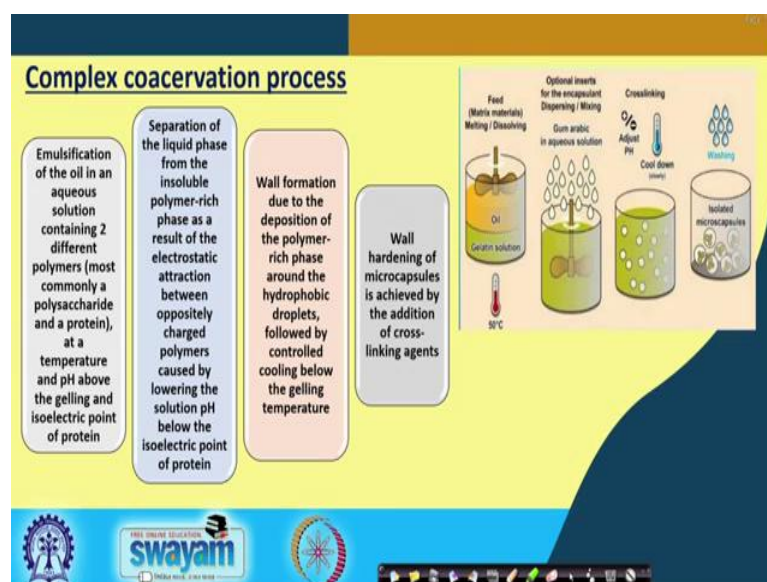 Complex coacervation process
Emulsification
of the oil in an
aqueous
solution
containing 2
different
polymers (most
commonly a
polysaccharide
and a protein),
at a
temperature
and pH above
the gelling and
isoelectric point
of protein
Separation of
the liquid phase
from the
insoluble
polymer-rich
phase as a
result of the
electrostatic
attraction
between
oppositely
charged
polymers
caused by
lowering the
solution pH
below the
isoelectric point
of protein
Wall formation
due to the
deposition of
the polymer-
rich phase
around the
hydrophobic
droplets,
followed by
controlled
cooling below
the gelling
temperature
Wall
hardening of
microcapsules
is achieved by
the addition
of cross-
linking agents
Feed
(Matrix materials)
Melting / Dissolving
Oil
Gelatin solution
50°C
Optional inserts
for the encapsulant
Dispersing / Mixing
Gum arabic
in aqueous solution
Crosslinking
Adjust
PH
Cool down
(slowly)
Washing
Isolated
microscapsules
FREE ONLINE EDUCATION
swayam